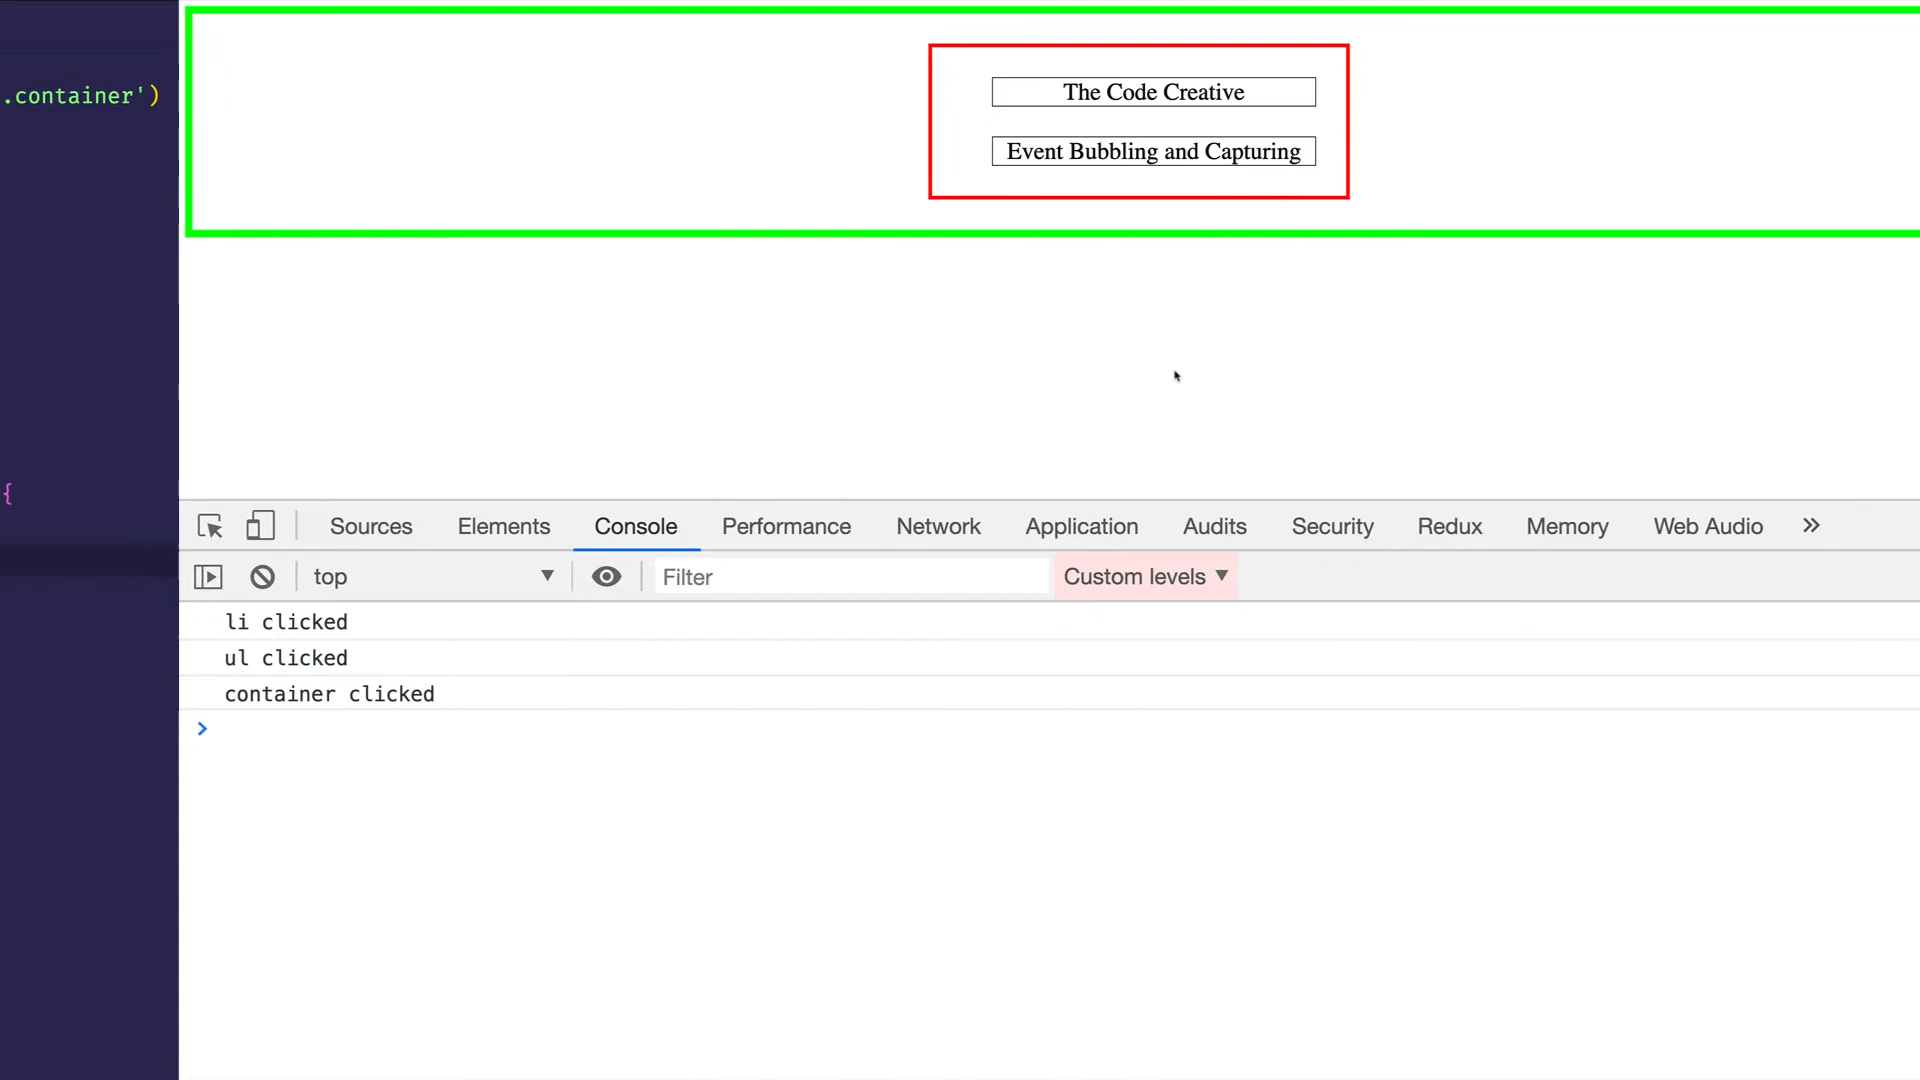 .container')
{
The Code Creative
Event Bubbling and Capturing
Sources Elements Console Performance Network Application Audits Security Redux Memory Web Audio »
top ▼ Filter Custom levels ▼
li clicked
ul clicked
container clicked
>